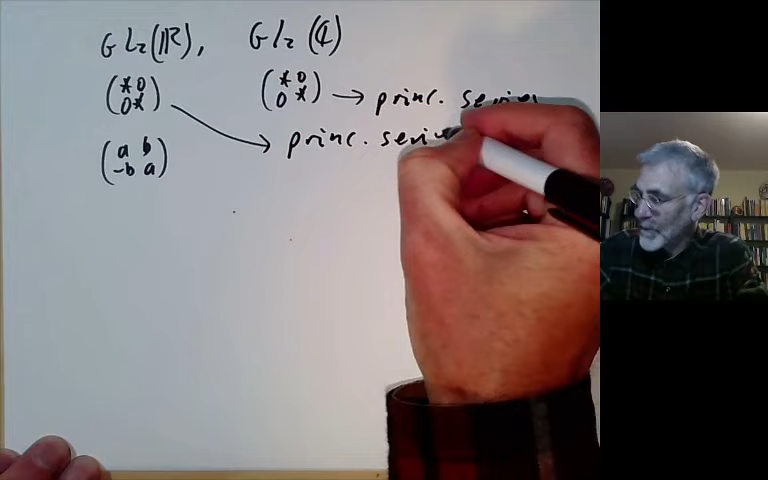 GL₂(ℝ), GL₂(ℂ)
(* 0
0 *) (* 0
0 *) → princ. series
princ. series
(a b
-b a)